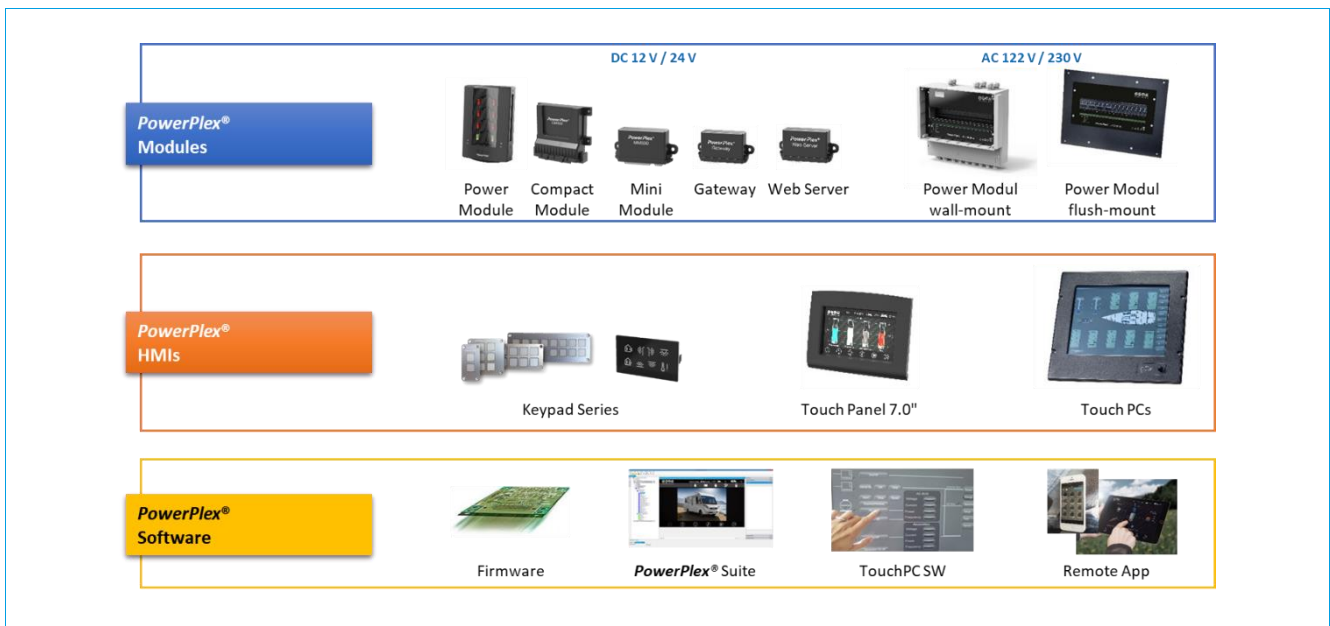 DC 12 V / 24 V
AC 122 V / 230 V
PowerPlex®
Modules
Power
Module
Compact
Module
Mini
Module
Gateway
Web Server
Power Modul
wall-mount
Power Modul
flush-mount
PowerPlex®
HMIs
Keypad Series
Touch Panel 7.0"
Touch PCs
PowerPlex®
Software
Firmware
PowerPlex® Suite
TouchPC SW
Remote App